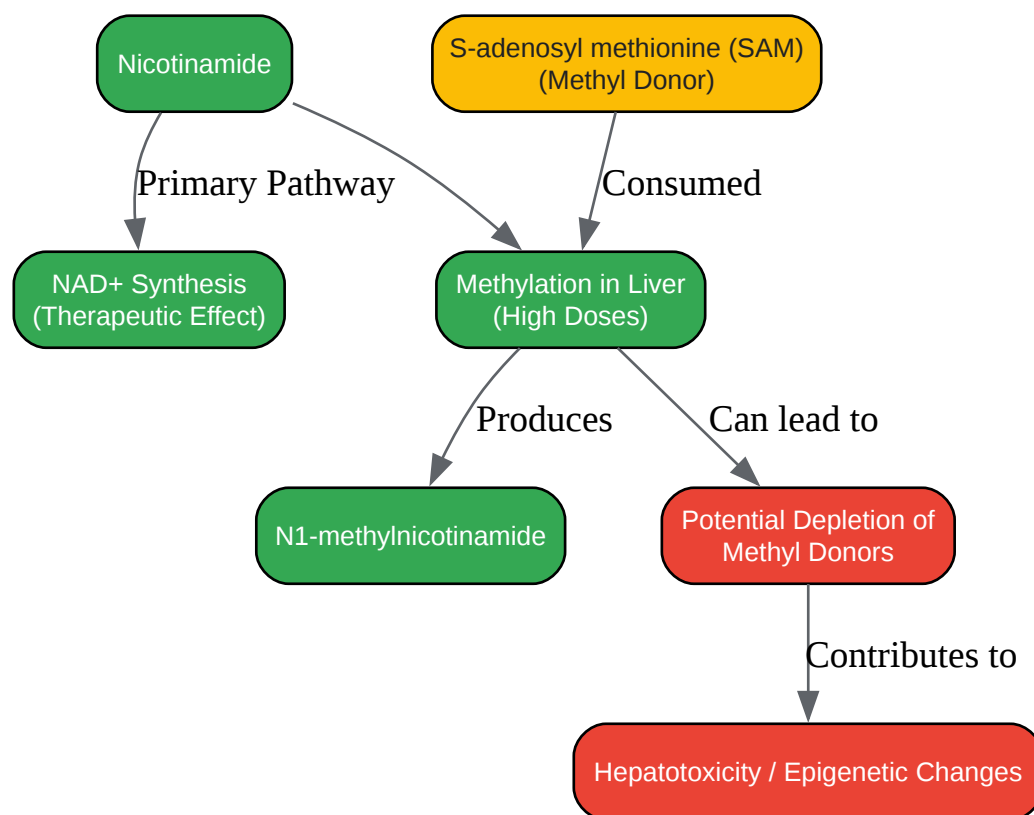 Nicotinamide
S-adenosyl methionine (SAM)
(Methyl Donor)
Primary Pathway
Consumed
NAD+ Synthesis
(Therapeutic Effect)
Methylation in Liver
(High Doses)
Produces
Can lead to
N1-methylnicotinamide
Potential Depletion of
Methyl Donors
Contributes to
Hepatotoxicity / Epigenetic Changes